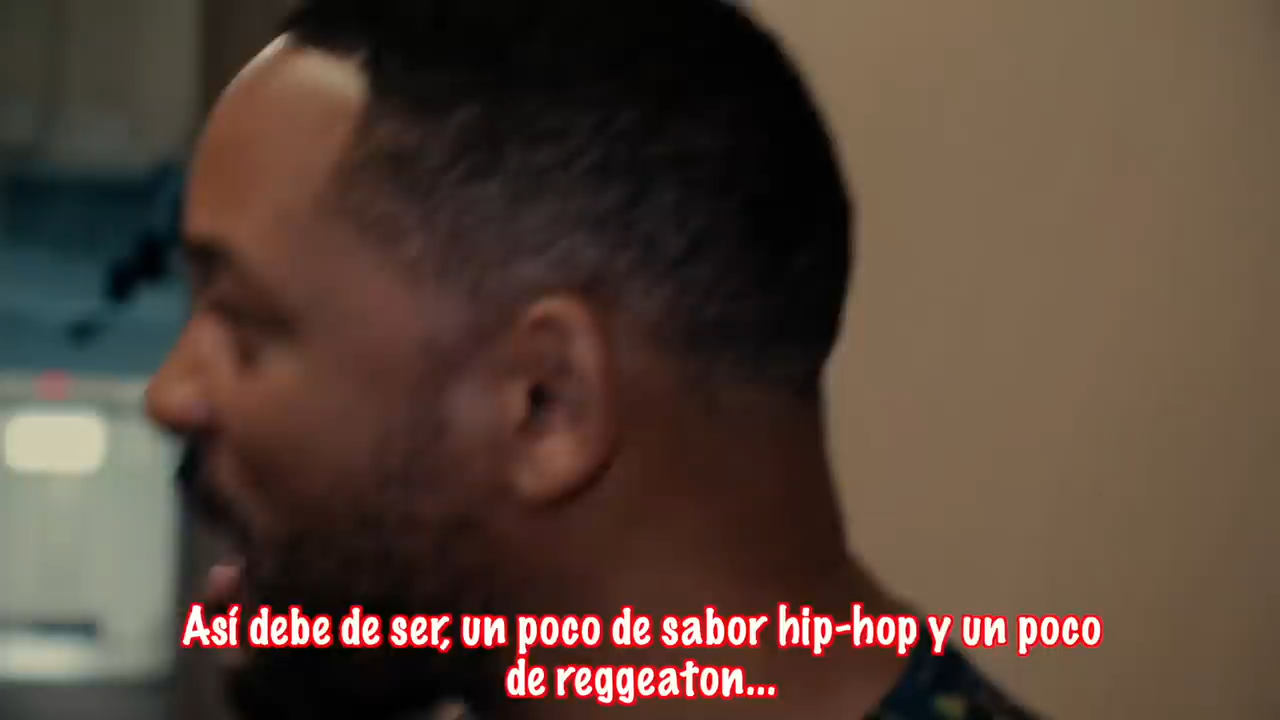 Así debe de ser, un poco de sabor hip-hop y un poco
de reggeaton...